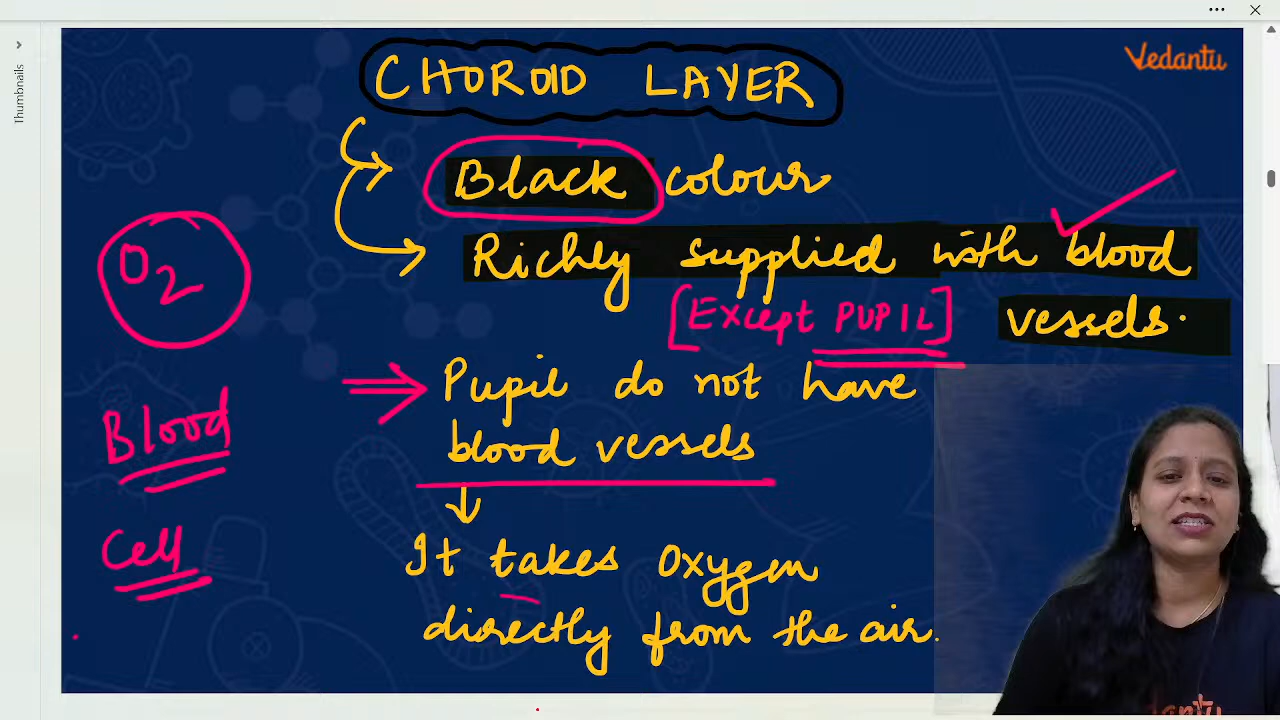 Thumbnails
Vedantu
CHOROID LAYER
Black colour
Richly supplied with blood
[Except PUPIL] vessels.
O2
Pupil do not have
blood vessels
Blood
Cell
It takes Oxygen
directly from the air.